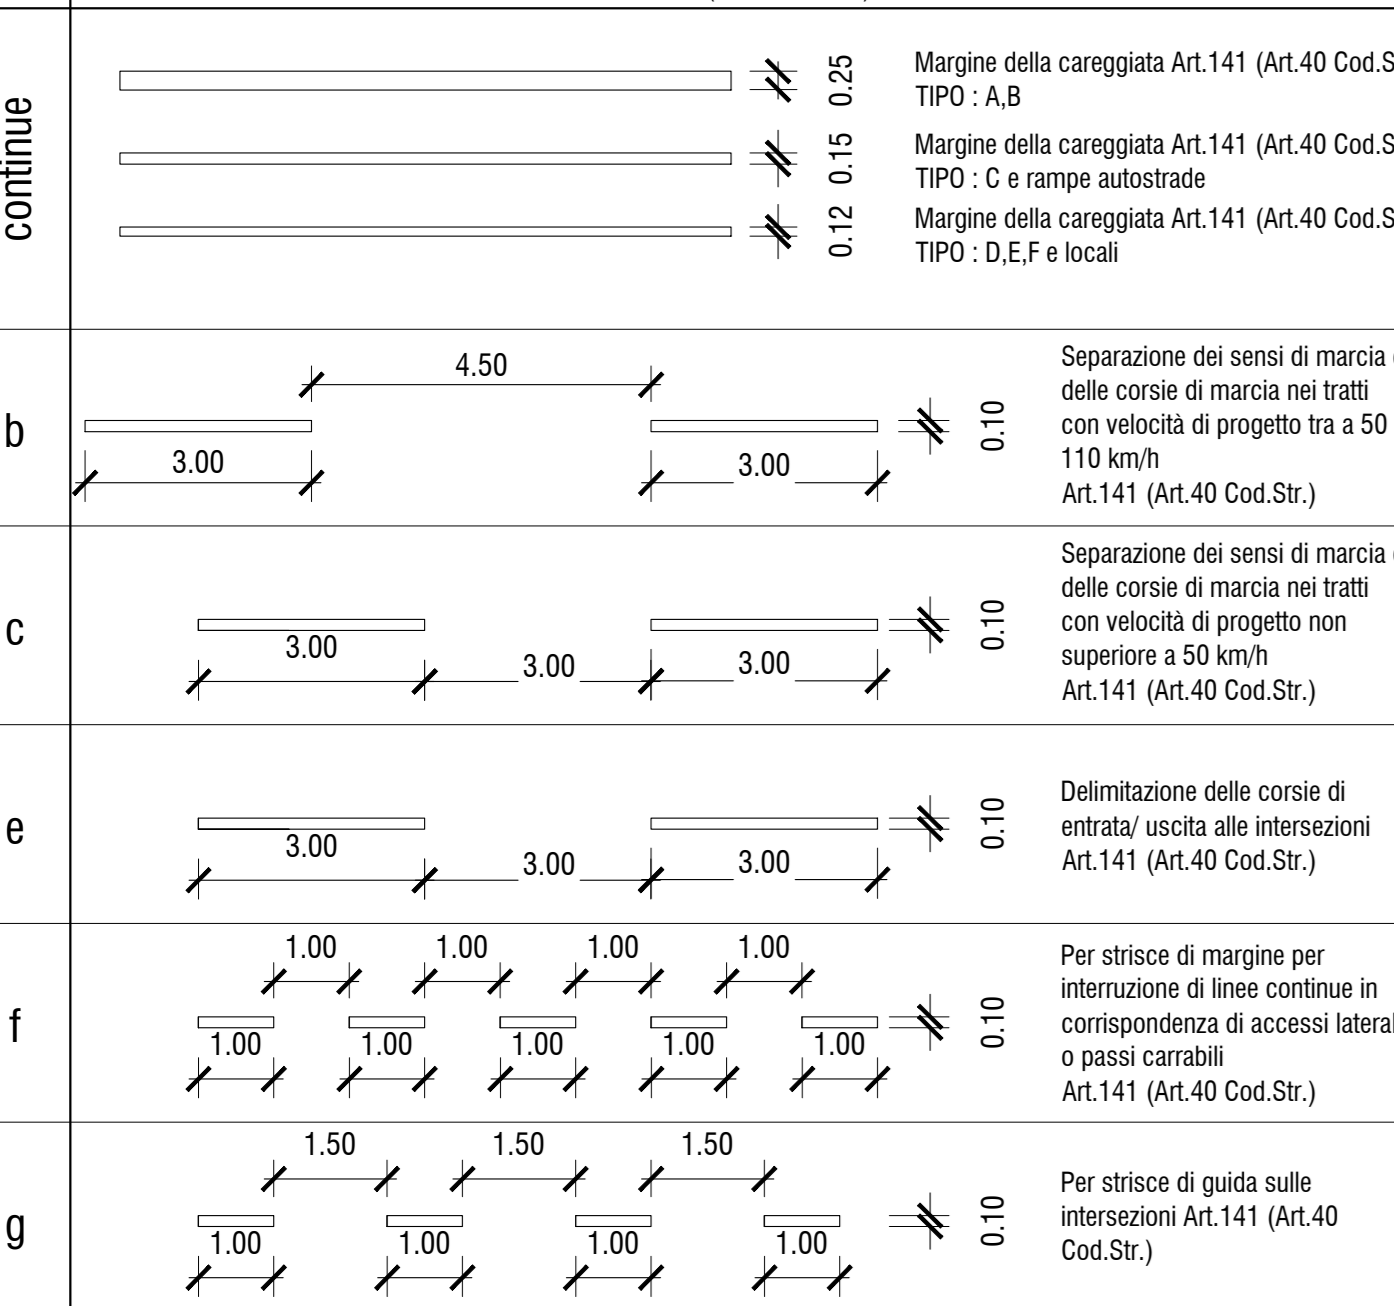 continue
0.25
Margine della careggiata Art.141 (Art.40 Cod.S
TIPO : A,B
0.15
Margine della careggiata Art.141 (Art.40 Cod.S
TIPO : C e rampe autostrade
0.12
Margine della careggiata Art.141 (Art.40 Cod.S
TIPO : D,E,F e locali
b
4.50
3.00
3.00
0.10
Separazione dei sensi di marcia
delle corsie di marcia nei tratti
con velocità di progetto tra a 50
110 km/h
Art.141 (Art.40 Cod.Str.)
c
3.00
3.00
3.00
0.10
Separazione dei sensi di marcia
delle corsie di marcia nei tratti
con velocità di progetto non
superiore a 50 km/h
Art.141 (Art.40 Cod.Str.)
e
3.00
3.00
3.00
0.10
Delimitazione delle corsie di
entrata/ uscita alle intersezioni
Art.141 (Art.40 Cod.Str.)
f
1.00 1.00 1.00 1.00
1.00 1.00 1.00 1.00 1.00
0.10
Per strisce di margine per
interruzione di linee continue in
corrispondenza di accessi lateral
o passi carrabili
Art.141 (Art.40 Cod.Str.)
g
1.50 1.50 1.50
1.00 1.00 1.00 1.00
0.10
Per strisce di guida sulle
intersezioni Art.141 (Art.40
Cod.Str.)